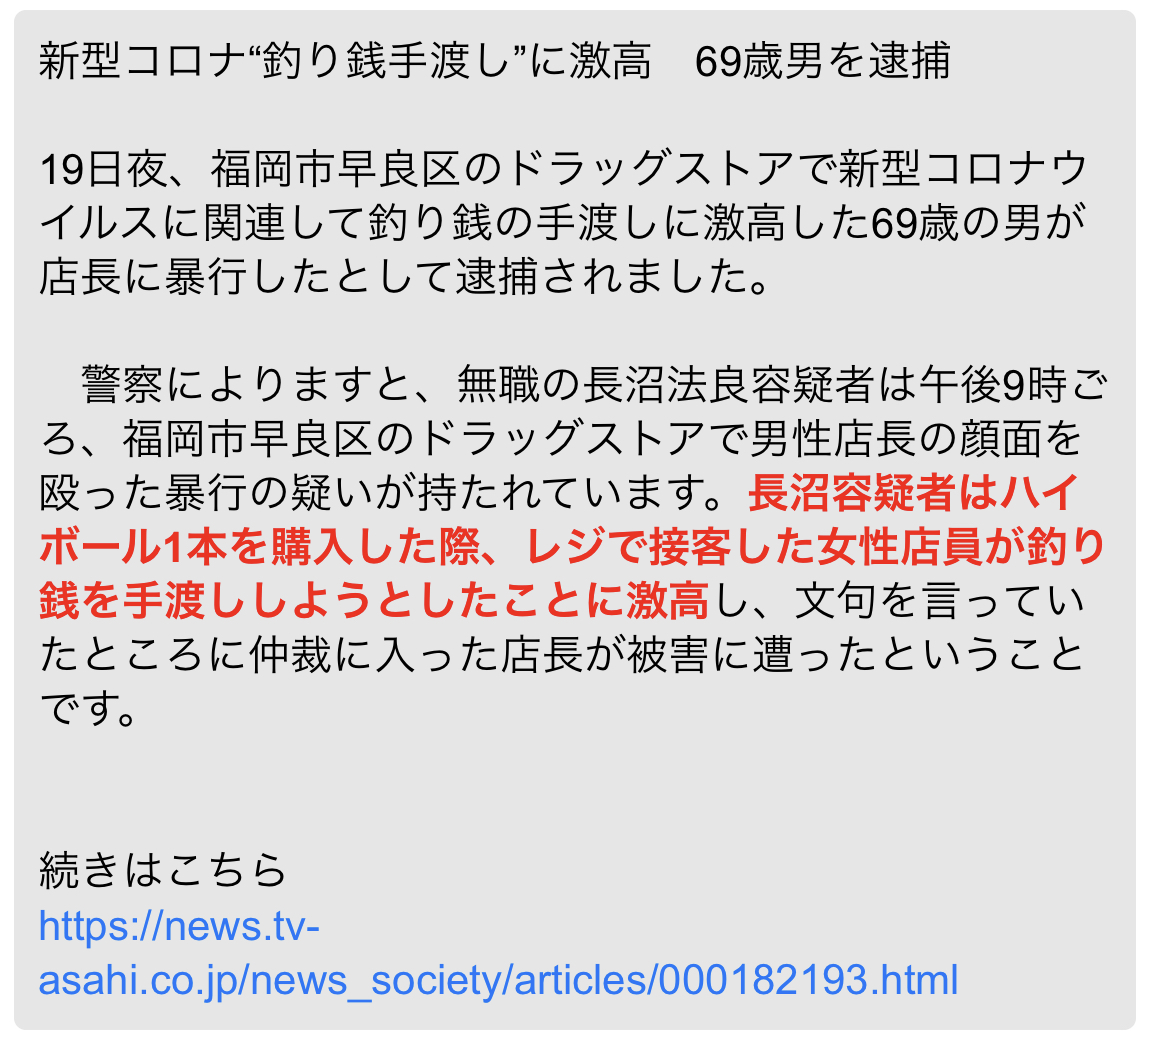 新型コロナ“釣り銭手渡し”に激高　69歳男を逮捕
19日夜、福岡市早良区のドラッグストアで新型コロナウ
イルスに関連して釣り銭の手渡しに激高した69歳の男が
店長に暴行したとして逮捕されました。
　警察によりますと、無職の長沼法良容疑者は午後9時ご
ろ、福岡市早良区のドラッグストアで男性店長の顔面を
殴った暴行の疑いが持たれています。長沼容疑者はハイ
ボール1本を購入した際、レジで接客した女性店員が釣り
銭を手渡ししようとしたことに激高し、文句を言ってい
たところに仲裁に入った店長が被害に遭ったということ
です。
続きはこちら
https://news.tv-
asahi.co.jp/news_society/articles/000182193.html